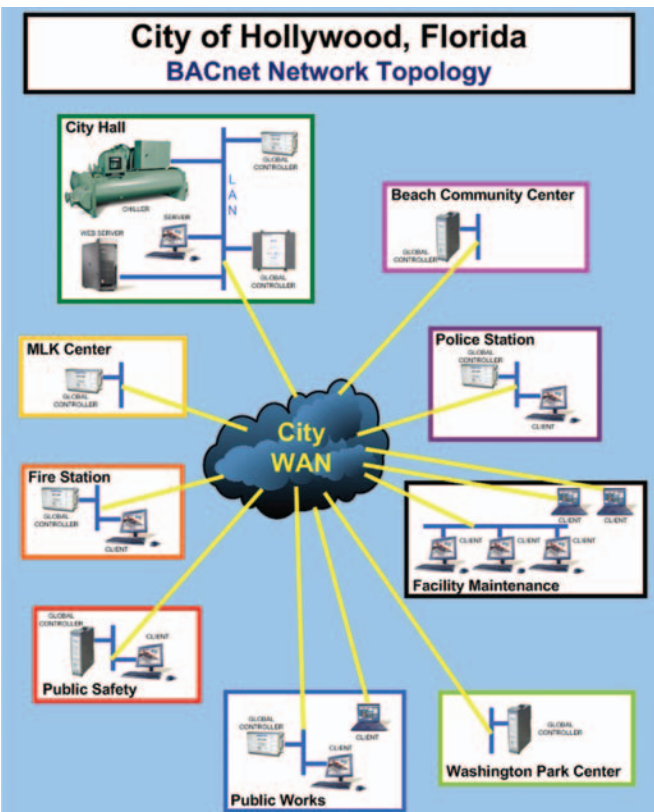 City of Hollywood, Florida
BACnet Network Topology
City Hall
GLOBAL
CONTROLLER
LAN
CHILLER
SERVER
WEB SERVER
GLOBAL
CONTROLLER
Beach Community Center
GLOBAL
CONTROLLER
MLK Center
GLOBAL
CONTROLLER
Police Station
GLOBAL
CONTROLLER
CLIENT
City
WAN
Fire Station
GLOBAL
CONTROLLER
CLIENT
CLIENT
CLIENT
CLIENT
CLIENT
CLIENT
Facility Maintenance
GLOBAL
CONTROLLER
CLIENT
Public Safety
GLOBAL
CONTROLLER
CLIENT
CLIENT
Public Works
GLOBAL
CONTROLLER
Washington Park Center